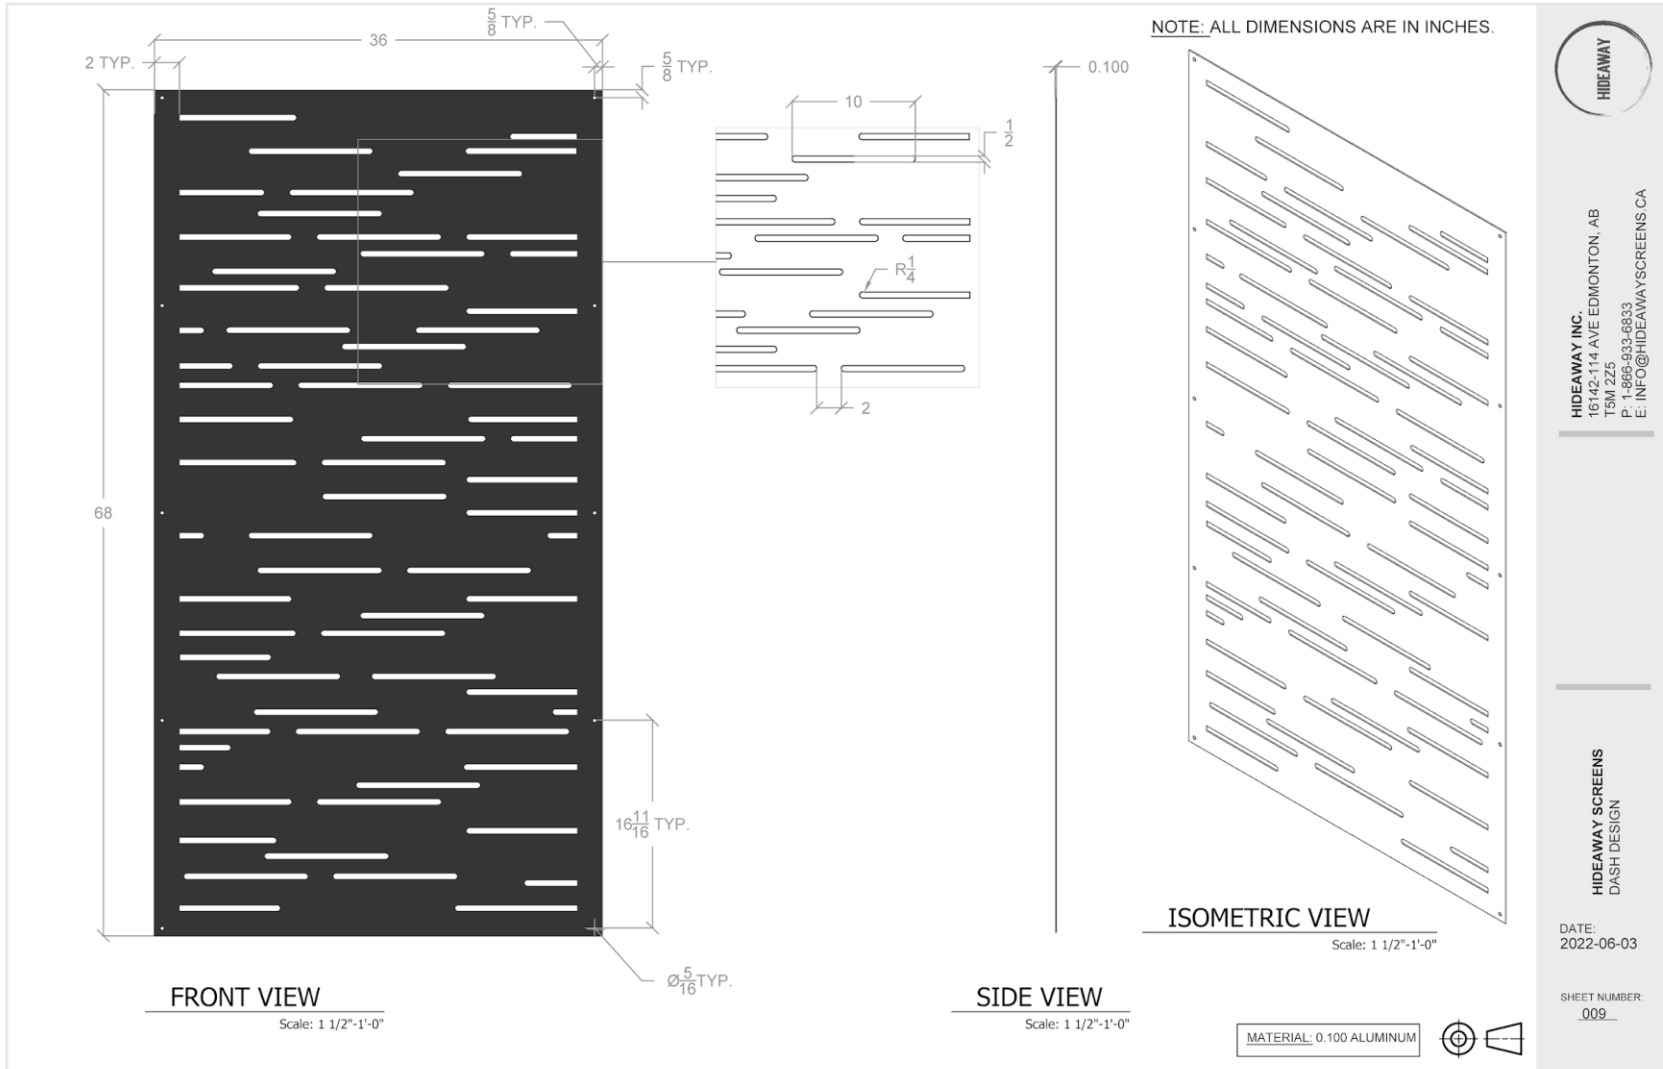 NOTE: ALL DIMENSIONS ARE IN INCHES.
5/8 TYP.
36
2 TYP.
5/8 TYP.
68
16 11/16 TYP.
Ø5/16 TYP.
10
1/2
R1/4
2
0.100
FRONT VIEW
Scale: 1 1/2"-1'-0"
SIDE VIEW
Scale: 1 1/2"-1'-0"
ISOMETRIC VIEW
Scale: 1 1/2"-1'-0"
MATERIAL: 0.100 ALUMINUM
HIDEAWAY
HIDEAWAY INC.
16142-114 AVE EDMONTON, AB
T5M 2Z5
P: 1-866-933-6833
E: INFO@HIDEAWAYSCREENS.CA
HIDEAWAY SCREENS
DASH DESIGN
DATE:
2022-06-03
SHEET NUMBER:
009